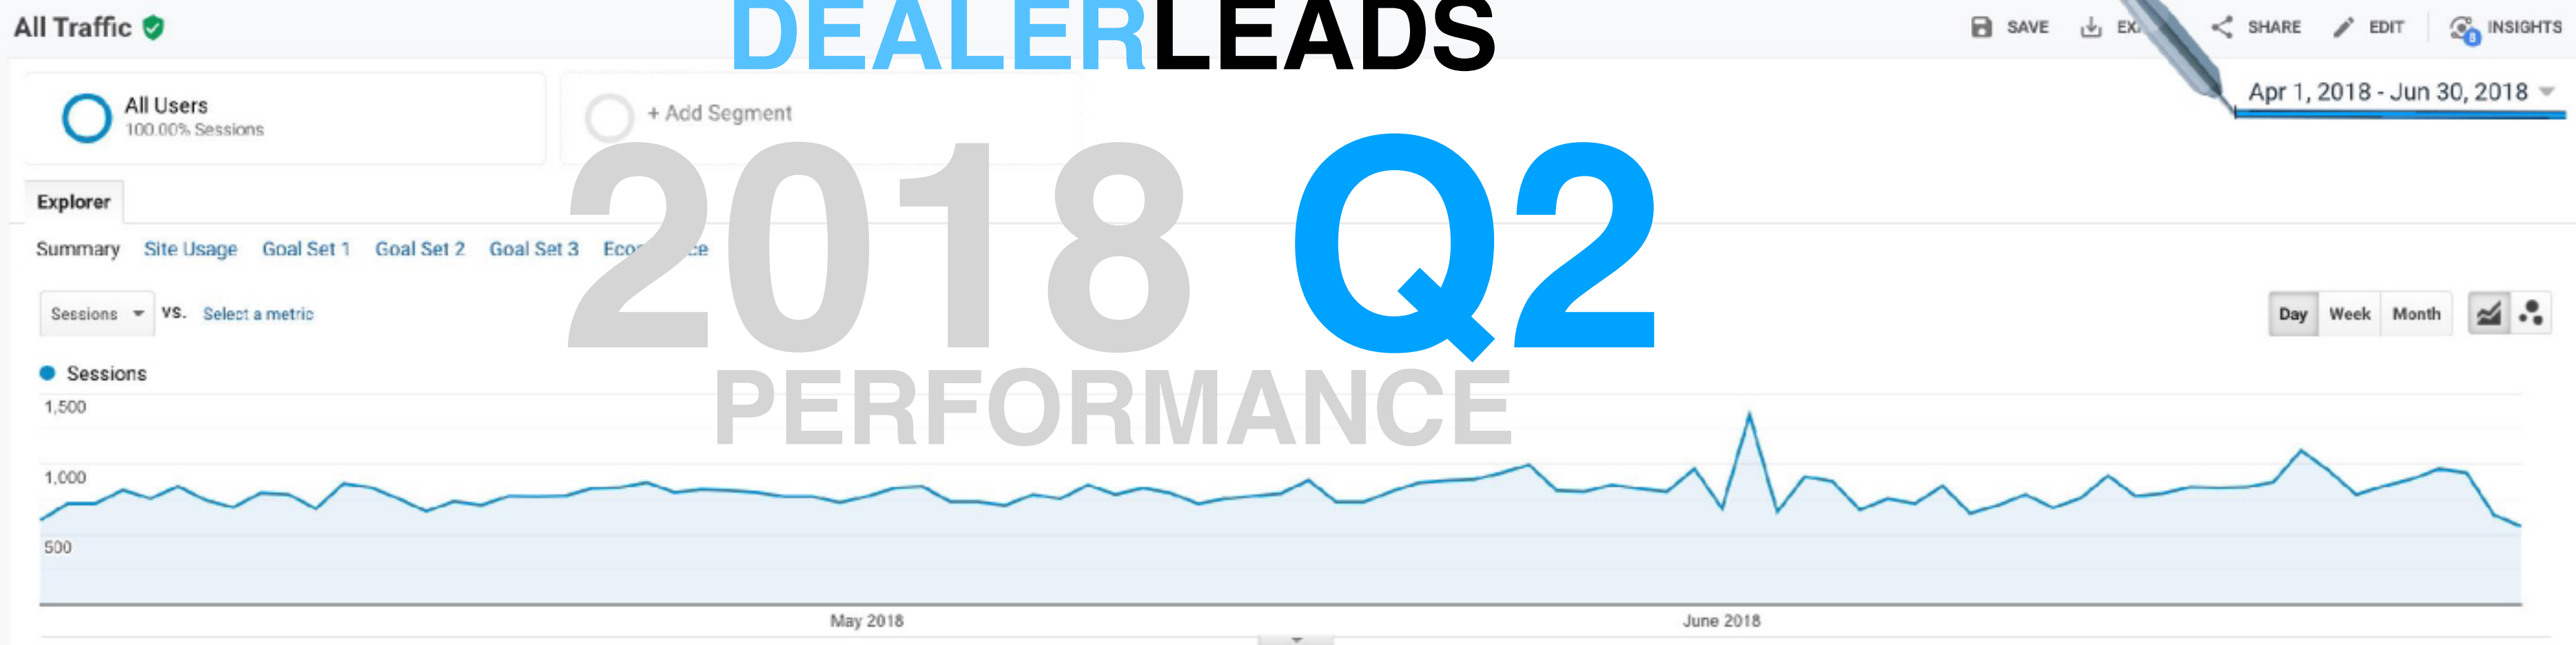 DEALERLEADS
All Traffic
SAVE
SHARE
EDIT
8
INSIGHTS
All Users
100.00% Sessions
+ Add Segment
Apr 1, 2018 - Jun 30, 2018
2018 Q2
PERFORMANCE
Explorer
Summary Site Usage Goal Set 1 Goal Set 2 Goal Set 3
Sessions VS. Select a metric
Day Week Month
Sessions
1,500
1,000
500
May 2018 June 2018